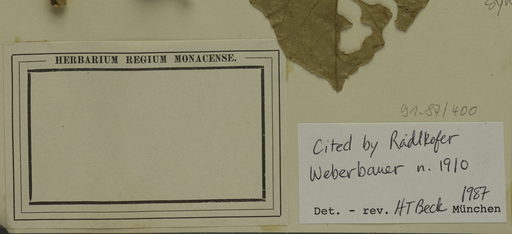 HERBARIUM REGIUM MONACENSE.
91-87/400
Cited by Radlkofer
Weberbauer n. 1910
1987
Det. - rev. HTBeck München